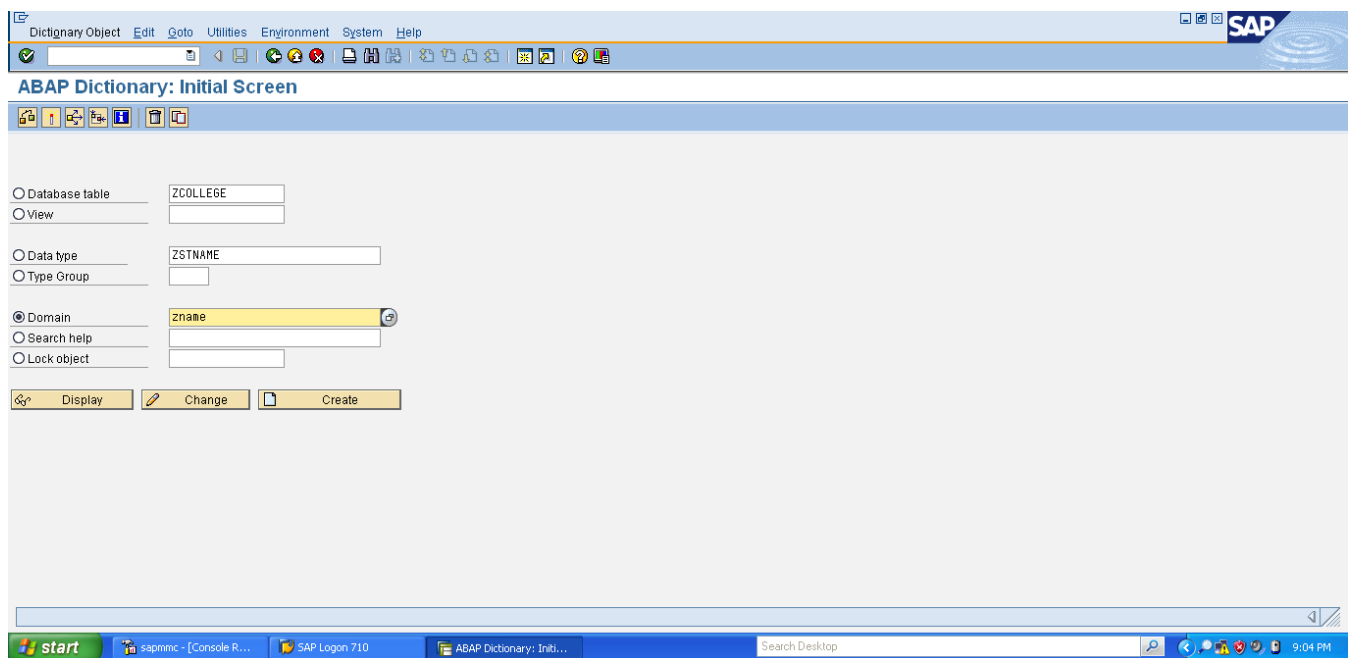 Dictionary Object Edit Goto Utilities Environment System Help
SAP
ABAP Dictionary: Initial Screen
Database table ZCOLLEGE
View
Data type ZSTNAME
Type Group
Domain zname
Search help
Lock object
Display Change Create
start sapmmc - [Console R... SAP Logon 710 ABAP Dictionary: Initi... Search Desktop 9:04 PM